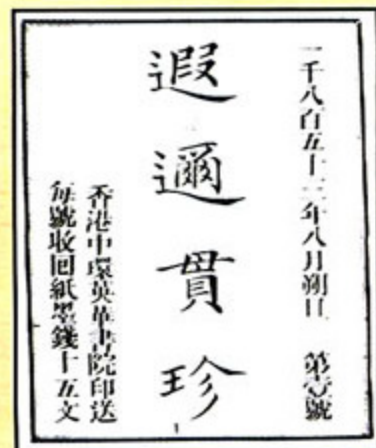 一千八百五十三年八月朔日 第壹號
遐邇貫珍
香港中環英華書院印送
每號收回紙墨錢十五文